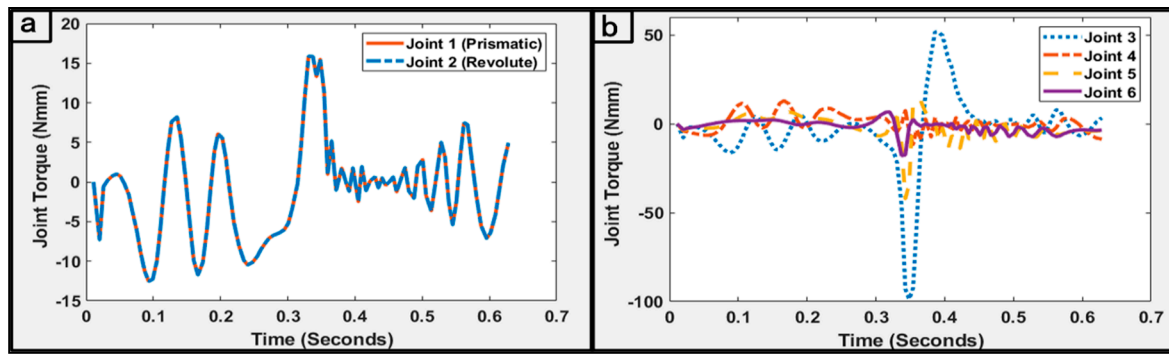 a
20
15
10
5
0
-5
-10
-15
Joint Torque (Nmm)
Joint 1 (Prismatic)
Joint 2 (Revolute)
0 0.1 0.2 0.3 0.4 0.5 0.6 0.7
Time (Seconds)
b
50
0
-50
-100
Joint Torque (Nmm)
Joint 3
Joint 4
Joint 5
Joint 6
0 0.1 0.2 0.3 0.4 0.5 0.6 0.7
Time (Seconds)